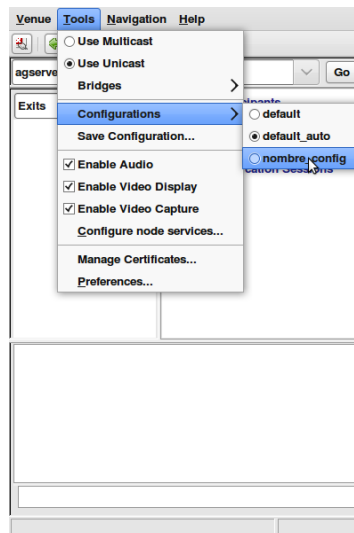 Venue Tools Navigation Help
Use Multicast
Use Unicast
Bridges
agserve
Go
Exits
Configurations
default
Save Configuration...
default_auto
nombre_config
Enable Audio
Enable Video Display
Enable Video Capture
Configure node services...
Manage Certificates...
Preferences...
Sessions